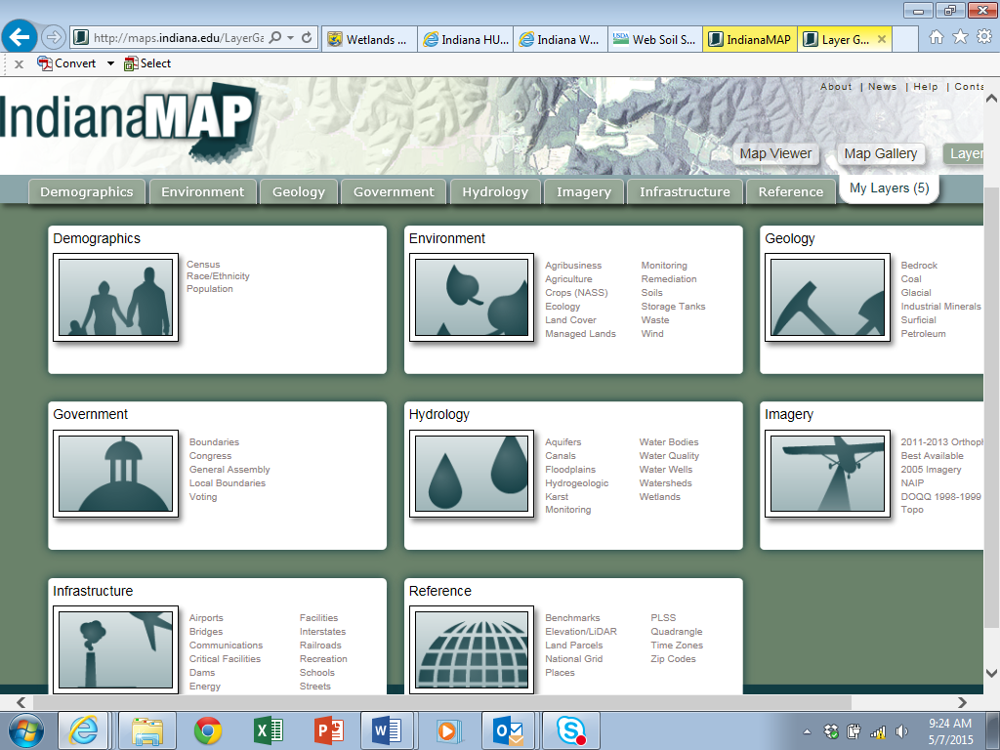 http://maps.indiana.edu/LayerGa
Wetlands ...
Indiana HU...
Indiana W...
USDA Web Soil S...
IndianaMAP
Layer G...
x Convert Select
About | News | Help | Conta
IndianaMAP
Map Viewer Map Gallery Layer
Demographics Environment Geology Government Hydrology Imagery Infrastructure Reference My Layers (5)
Demographics
Census
Race/Ethnicity
Population
Environment
Agribusiness Monitoring
Agriculture Remediation
Crops (NASS) Soils
Ecology Storage Tanks
Land Cover Waste
Managed Lands Wind
Geology
Bedrock
Coal
Glacial
Industrial Minerals
Surficial
Petroleum
Government
Boundaries
Congress
General Assembly
Local Boundaries
Voting
Hydrology
Aquifers Water Bodies
Canals Water Quality
Floodplains Water Wells
Hydrogeologic Watersheds
Karst Wetlands
Monitoring
Imagery
2011-2013 Orthoph
Best Available
2005 Imagery
NAIP
DOQQ 1998-1999
Topo
Infrastructure
Airports Facilities
Bridges Interstates
Communications Railroads
Critical Facilities Recreation
Dams Schools
Energy Streets
Reference
Benchmarks PLSS
Elevation/LiDAR Quadrangle
Land Parcels Time Zones
National Grid Zip Codes
Places
9:24 AM
5/7/2015